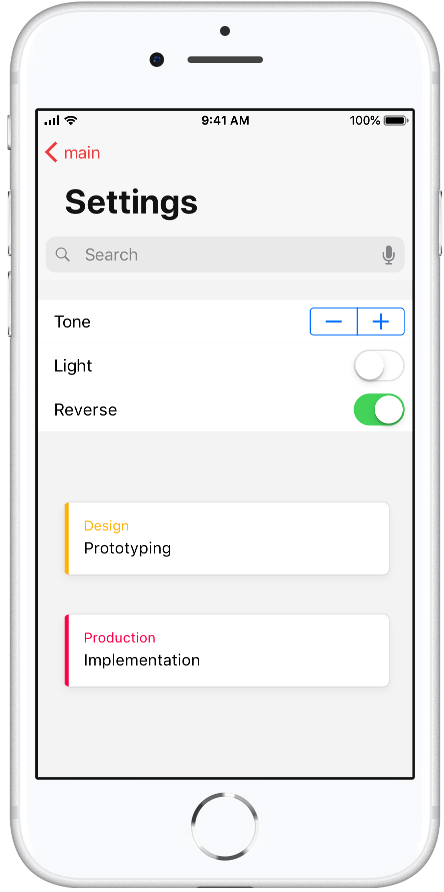 9:41 AM 100%
main
Settings
Search
Tone
Light
Reverse
Design
Prototyping
Production
Implementation